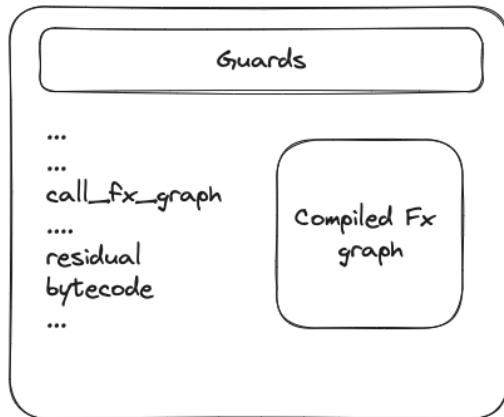 Guards
...
...
call_fx_graph
....
residual
bytecode
...
Compiled Fx
graph